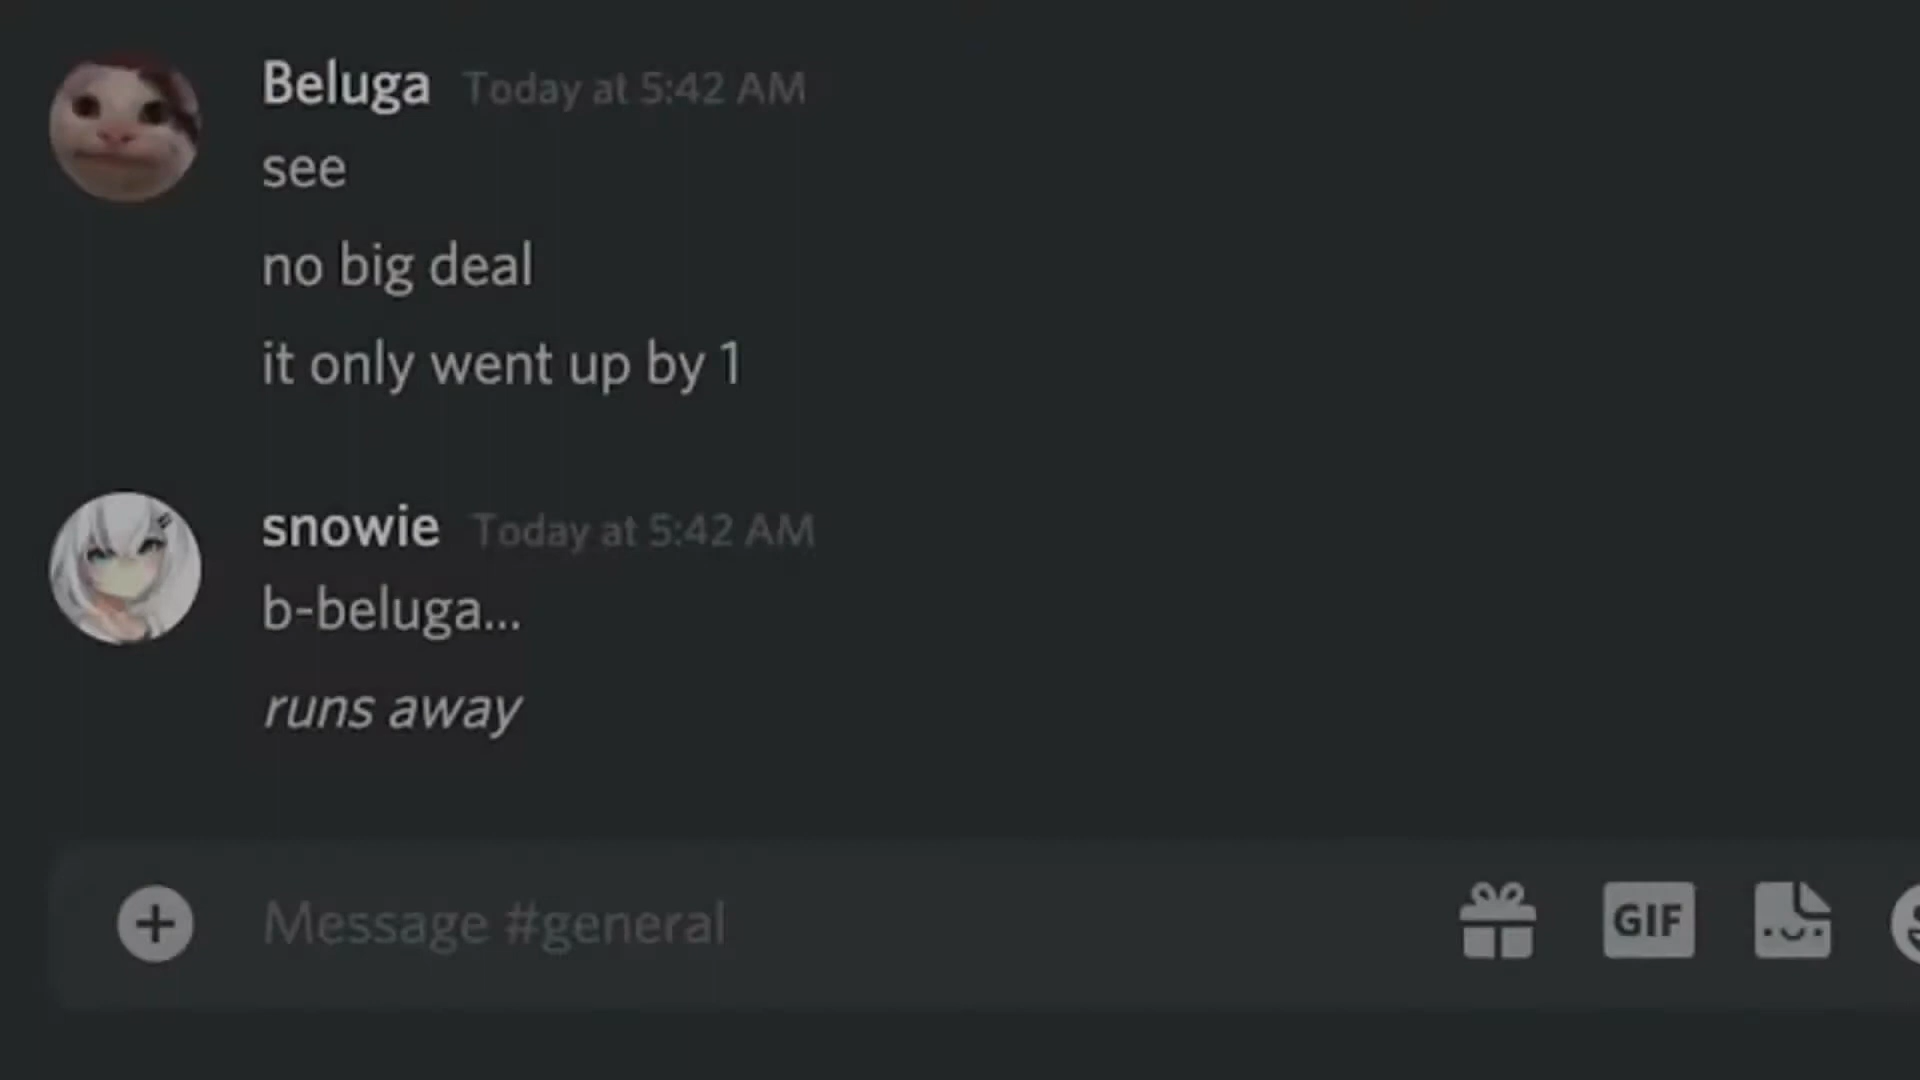 Beluga Today at 5:42 AM
see
no big deal
it only went up by 1
snowie Today at 5:42 AM
b-beluga...
runs away
Message #general
GIF